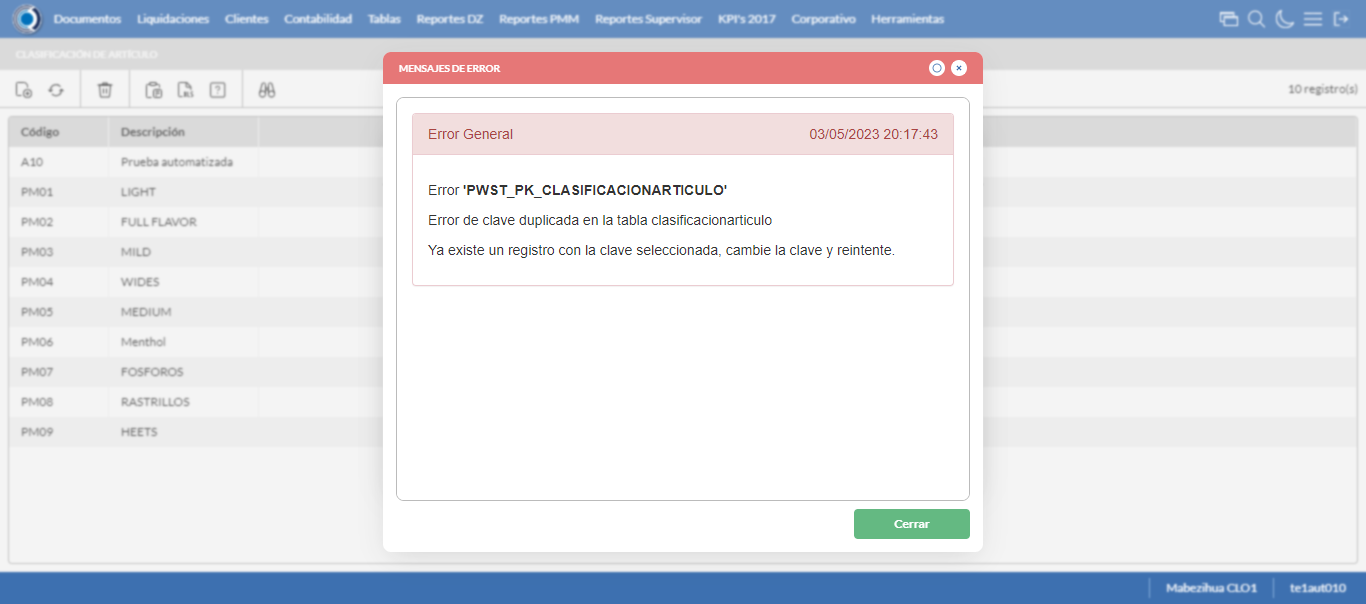 Documentos Liquidaciones Clientes Contabilidad Tablas Reportes DZ Reportes PMM Reportes Supervisor KPI's 2017 Corporativo Herramientas
CLASIFICACIÓN DE ARTÍCULO
MENSAJES DE ERROR
10 registro(s)
Error General 03/05/2023 20:17:43
Error 'PWST_PK_CLASIFICACIONARTICULO'
Error de clave duplicada en la tabla clasificacionarticulo
Ya existe un registro con la clave seleccionada, cambie la clave y reintente.
Cerrar
Código Descripción
A10 Prueba automatizada
PM01 LIGHT
PM02 FULL FLAVOR
PM03 MILD
PM04 WIDES
PM05 MEDIUM
PM06 Menthol
PM07 FOSFOROS
PM08 RASTRILLOS
PM09 HEETS
Mabezihua CLO1 te1aut010